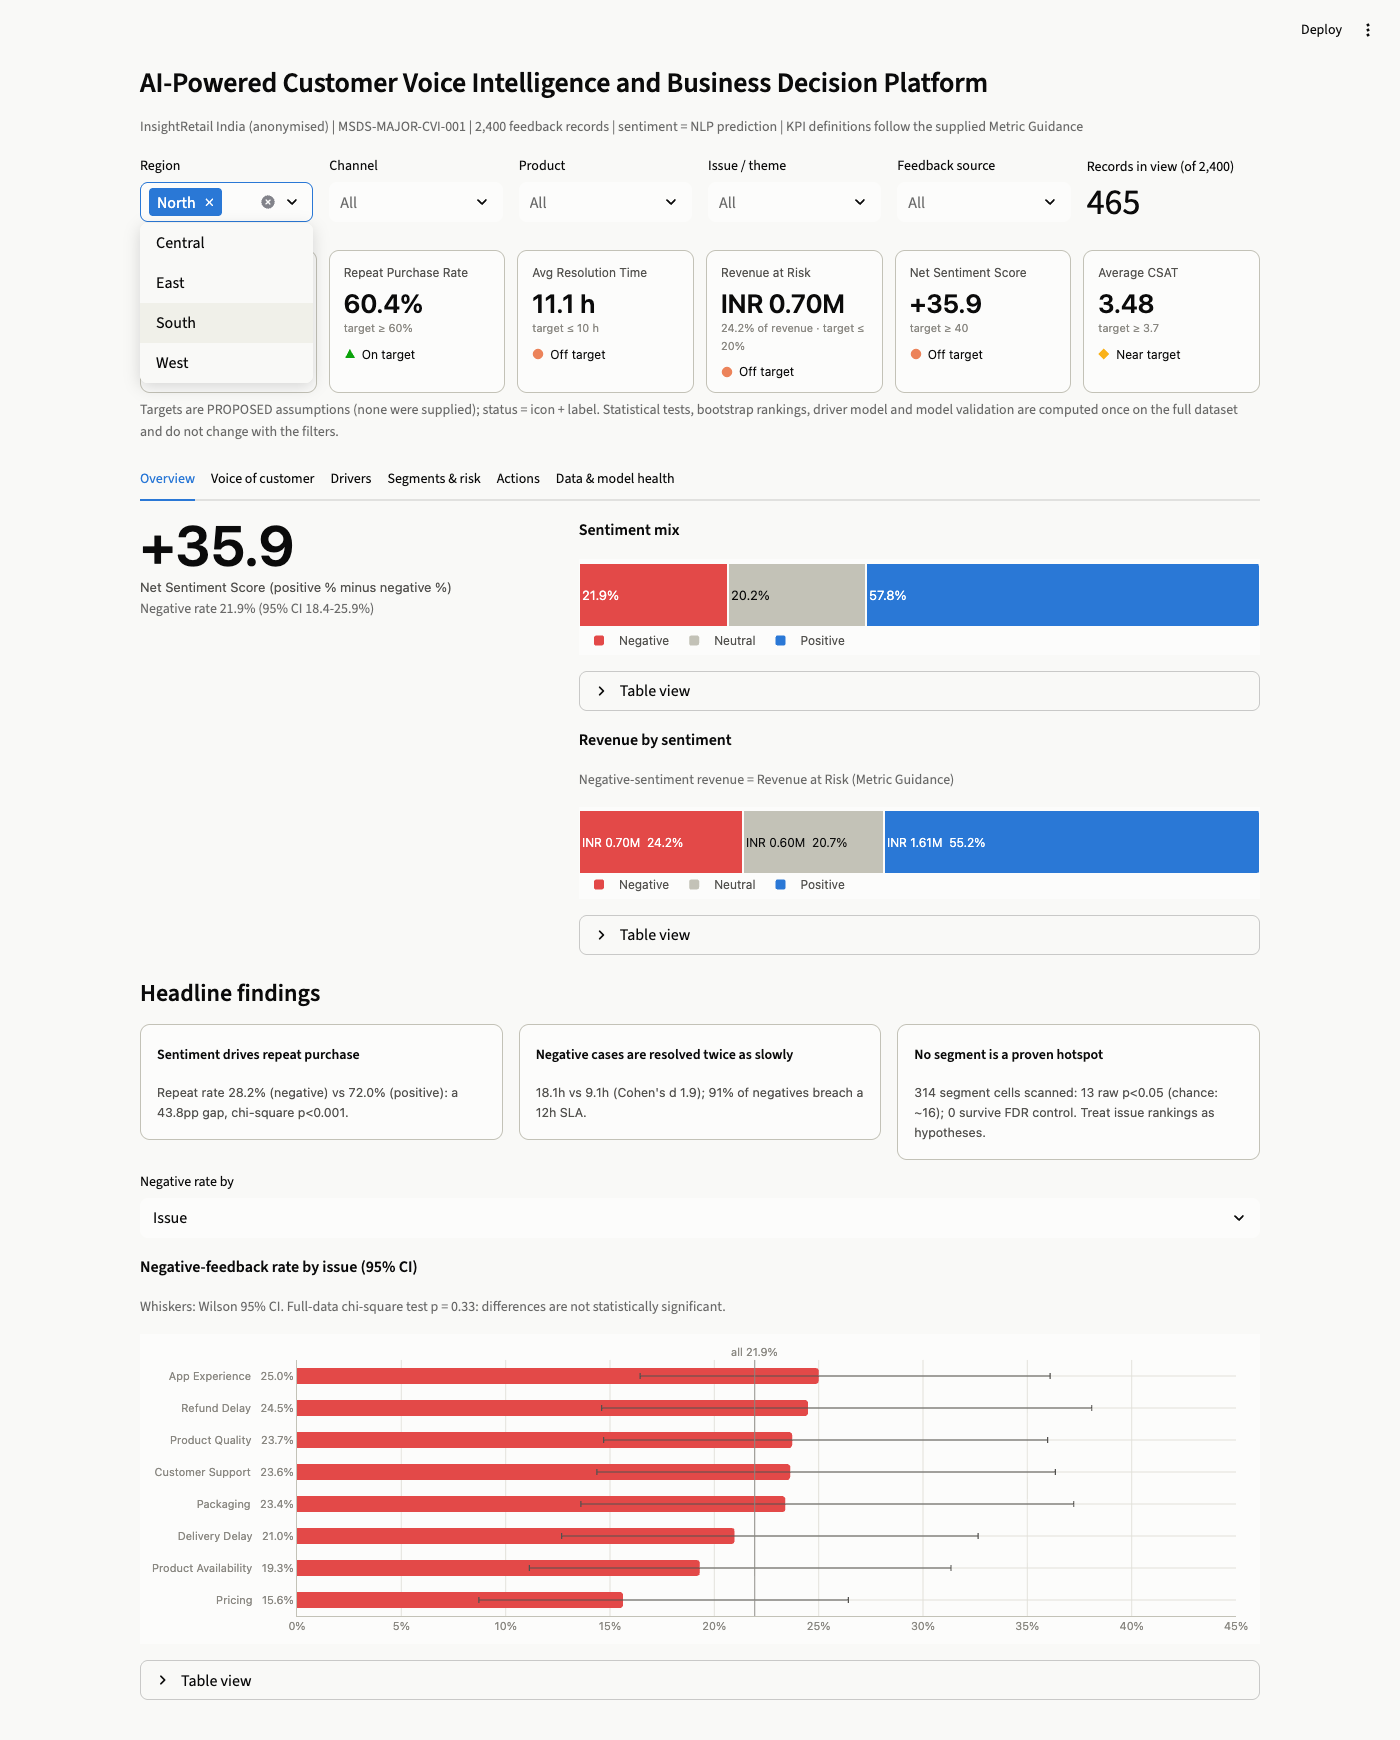 Deploy
AI-Powered Customer Voice Intelligence and Business Decision Platform
InsightRetail India (anonymised) | MSDS-MAJOR-CVI-001 | 2,400 feedback records | sentiment = NLP prediction | KPI definitions follow the supplied Metric Guidance
Region
Channel
Product
Issue / theme
Feedback source
Records in view (of 2,400)
North
All
All
All
All
465
Central
East
South
West
Repeat Purchase Rate
60.4%
target ≥ 60%
On target
Avg Resolution Time
11.1 h
target ≤ 10 h
Off target
Revenue at Risk
INR 0.70M
24.2% of revenue · target ≤
20%
Off target
Net Sentiment Score
+35.9
target ≥ 40
Off target
Average CSAT
3.48
target ≥ 3.7
Near target
Targets are PROPOSED assumptions (none were supplied); status = icon + label. Statistical tests, bootstrap rankings, driver model and model validation are computed once on the full dataset
and do not change with the filters.
Overview
Voice of customer
Drivers
Segments & risk
Actions
Data & model health
+35.9
Net Sentiment Score (positive % minus negative %)
Negative rate 21.9% (95% CI 18.4-25.9%)
Sentiment mix
21.9%
20.2%
57.8%
Negative
Neutral
Positive
Table view
Revenue by sentiment
Negative-sentiment revenue = Revenue at Risk (Metric Guidance)
INR 0.70M 24.2%
INR 0.60M 20.7%
INR 1.61M 55.2%
Negative
Neutral
Positive
Table view
Headline findings
Sentiment drives repeat purchase
Repeat rate 28.2% (negative) vs 72.0% (positive): a
43.8pp gap, chi-square p<0.001.
Negative cases are resolved twice as slowly
18.1h vs 9.1h (Cohen's d 1.9); 91% of negatives breach a
12h SLA.
No segment is a proven hotspot
314 segment cells scanned: 13 raw p<0.05 (chance:
~16); 0 survive FDR control. Treat issue rankings as
hypotheses.
Negative rate by
Issue
Negative-feedback rate by issue (95% CI)
Whiskers: Wilson 95% CI. Full-data chi-square test p = 0.33: differences are not statistically significant.
all 21.9%
App Experience 25.0%
Refund Delay 24.5%
Product Quality 23.7%
Customer Support 23.6%
Packaging 23.4%
Delivery Delay 21.0%
Product Availability 19.3%
Pricing 15.6%
0% 5% 10% 15% 20% 25% 30% 35% 40% 45%
Table view